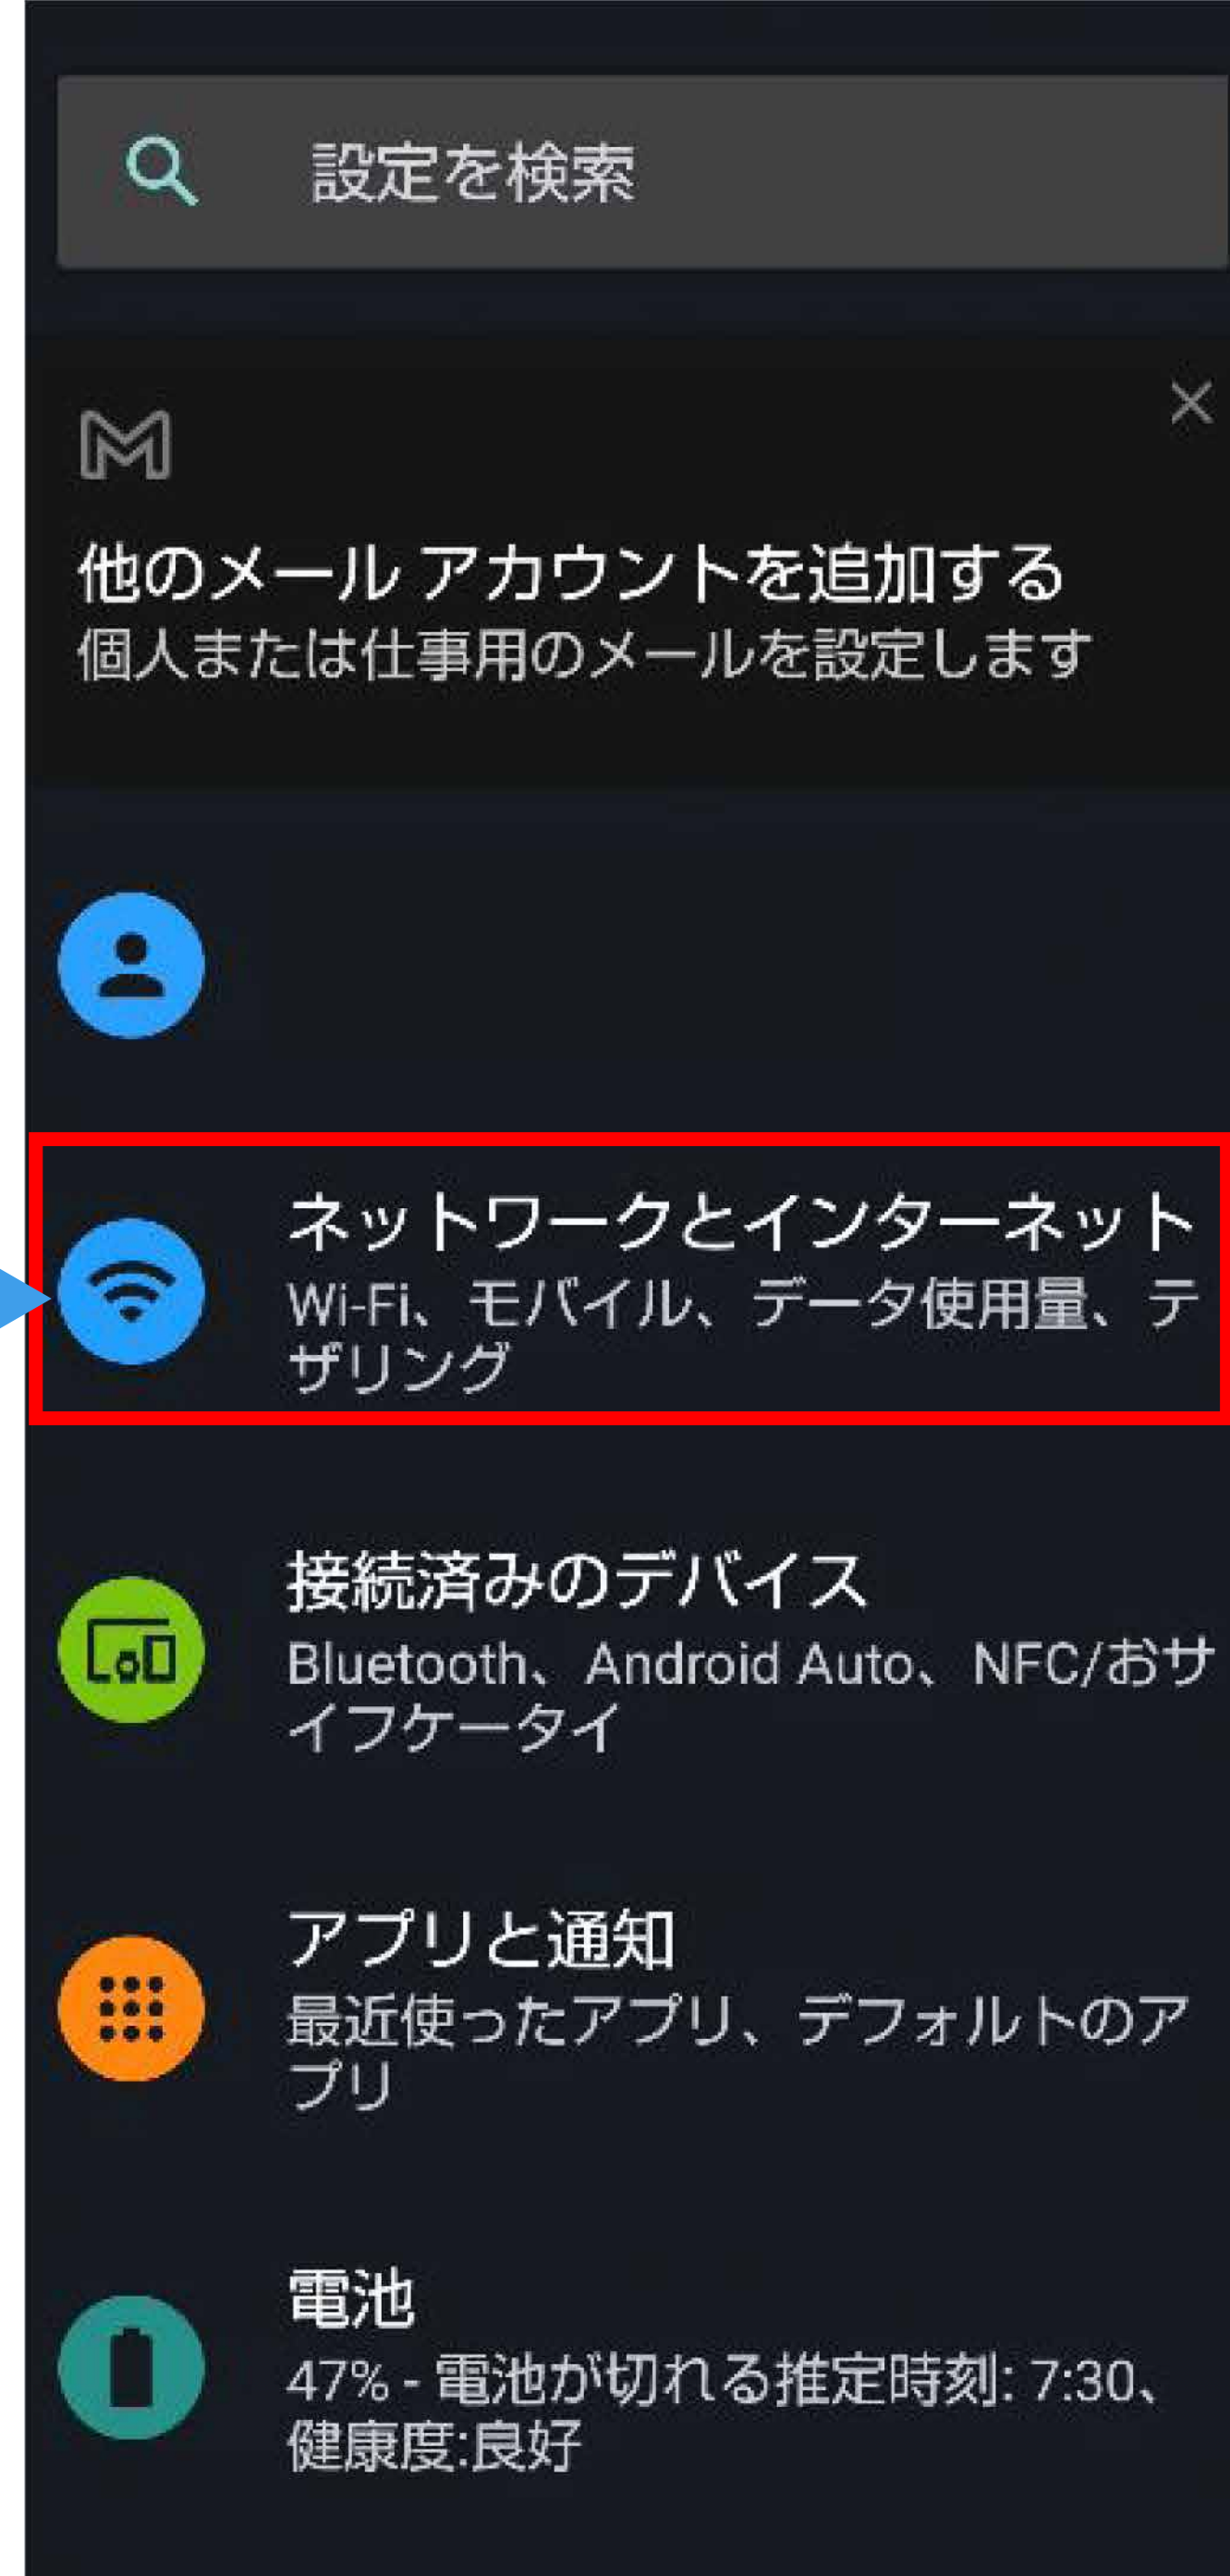 設定を検索
他のメール アカウントを追加する
個人または仕事用のメールを設定します
ネットワークとインターネット
Wi-Fi、モバイル、データ使用量、テ
ザリング
接続済みのデバイス
Bluetooth、Android Auto、NFC/おサ
イフケータイ
アプリと通知
最近使ったアプリ、デフォルトのア
プリ
電池
47% - 電池が切れる推定時刻: 7:30、
健康度:良好